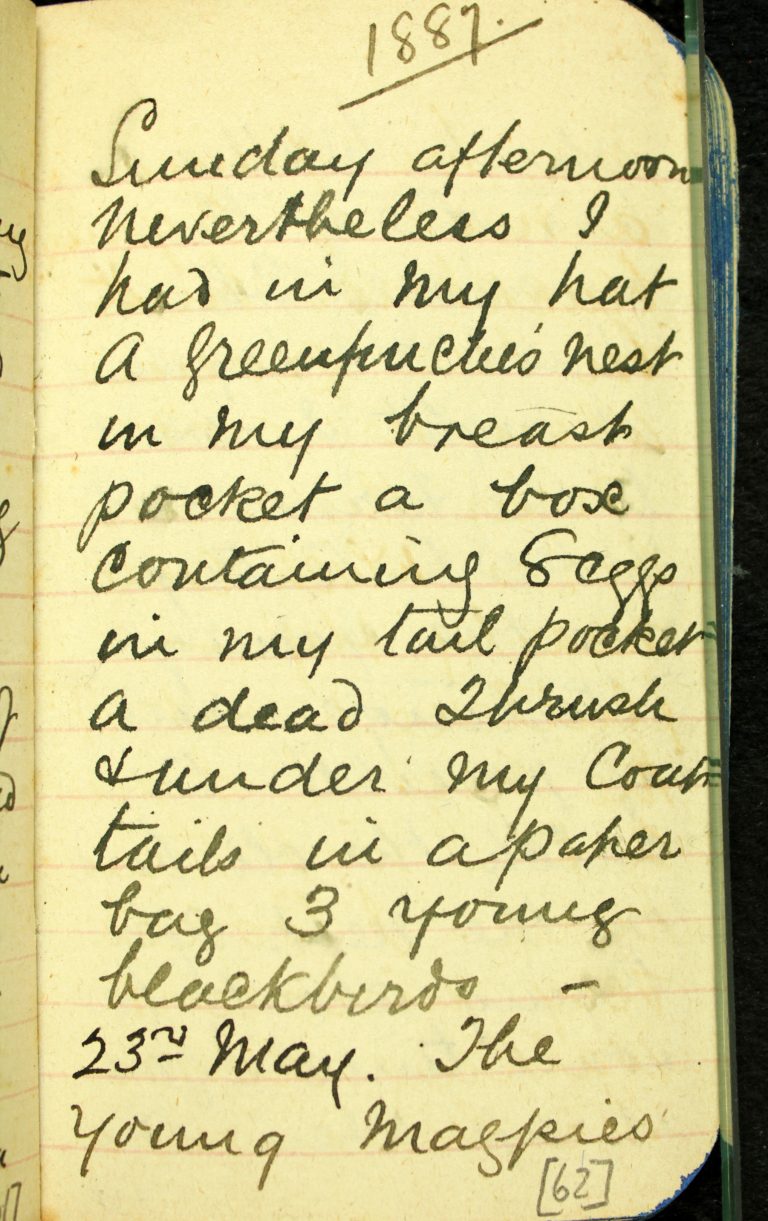 1887.
Sunday afternoon
nevertheless I
had in my hat
A greenfinches nest
in my breast
pocket a box
containing 8 eggs
in my tail pocket
a dead Thrush
& under my Coat
tails in a paper
bag 3 young
blackbirds –
23rd May. The
young Magpies
[62]